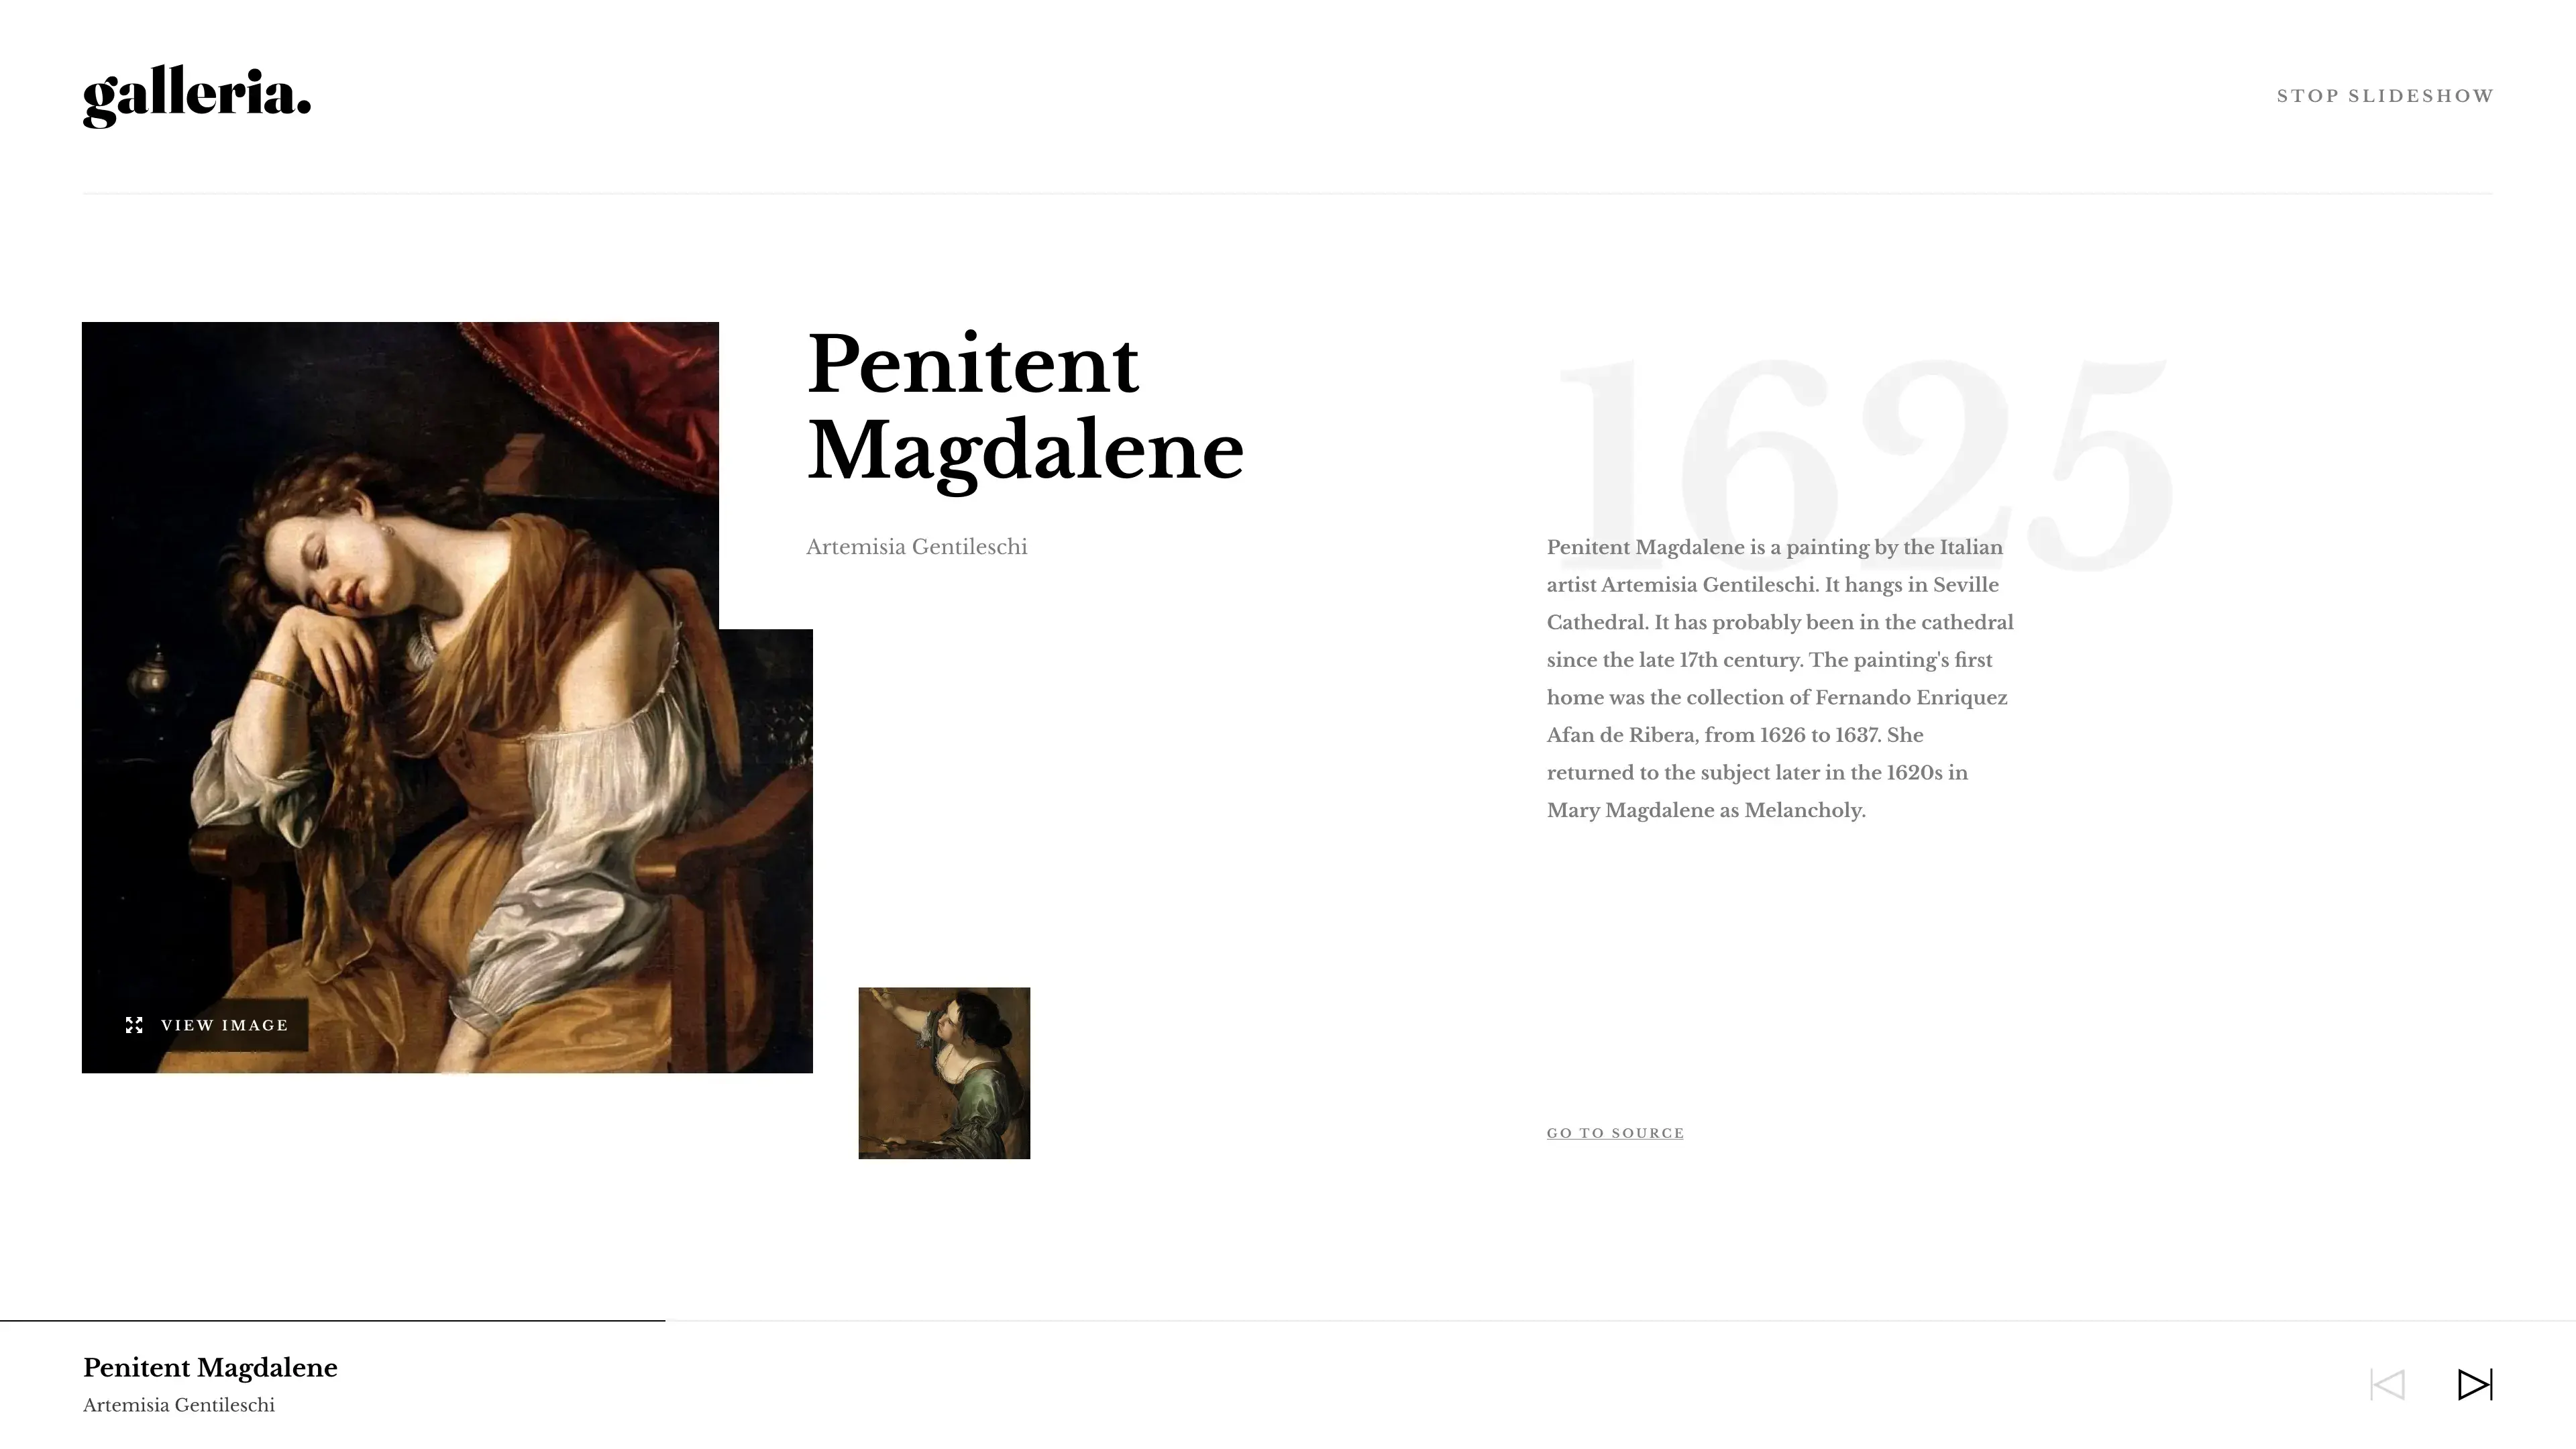 galleria.
STOP SLIDESHOW
Penitent
Magdalene
Artemisia Gentileschi
1625
Penitent Magdalene is a painting by the Italian
artist Artemisia Gentileschi. It hangs in Seville
Cathedral. It has probably been in the cathedral
since the late 17th century. The painting's first
home was the collection of Fernando Enriquez
Afan de Ribera, from 1626 to 1637. She
returned to the subject later in the 1620s in
Mary Magdalene as Melancholy.
VIEW IMAGE
GO TO SOURCE
Penitent Magdalene
Artemisia Gentileschi